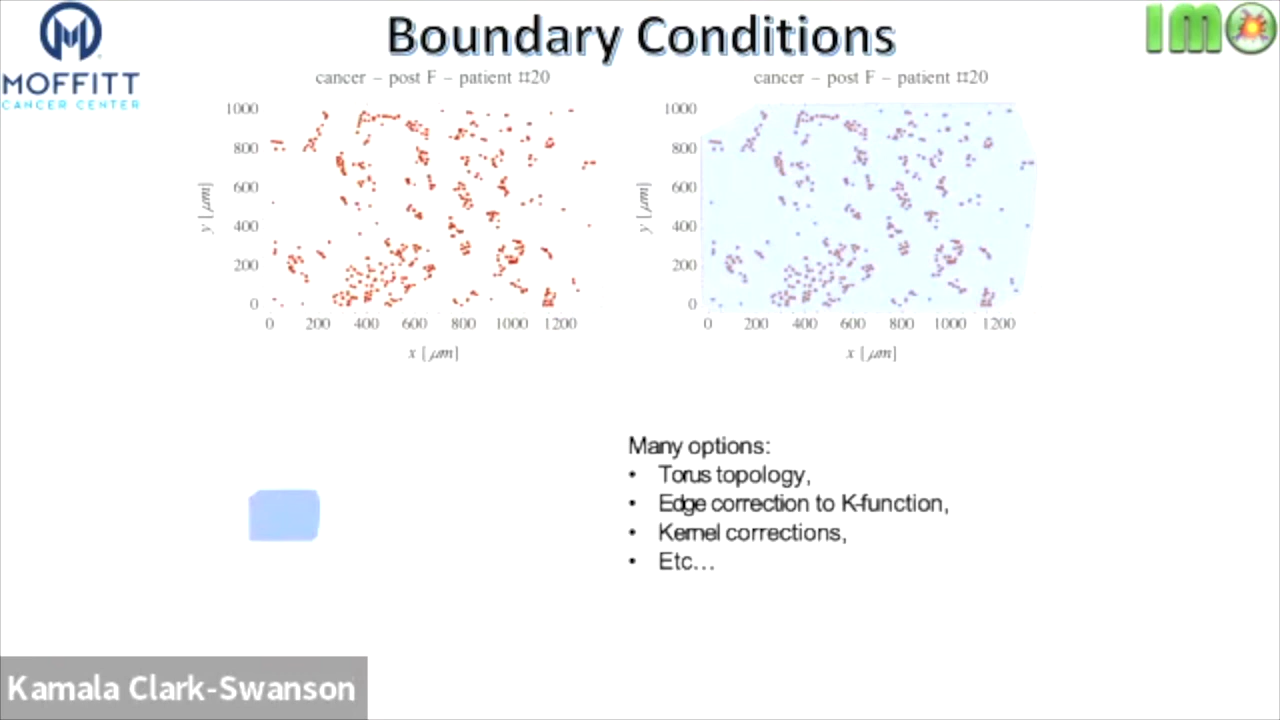 MOFFITT
CANCER CENTER
Boundary Conditions
IMO
cancer – post F – patient #20
1000
800
600
400
200
0
y [μm]
0 200 400 600 800 1000 1200
x [μm]
cancer – post F – patient #20
1000
800
600
400
200
0
y [μm]
0 200 400 600 800 1000 1200
x [μm]
Many options:
• Torus topology,
• Edge correction to K-function,
• Kernel corrections,
• Etc…
Kamala Clark-Swanson